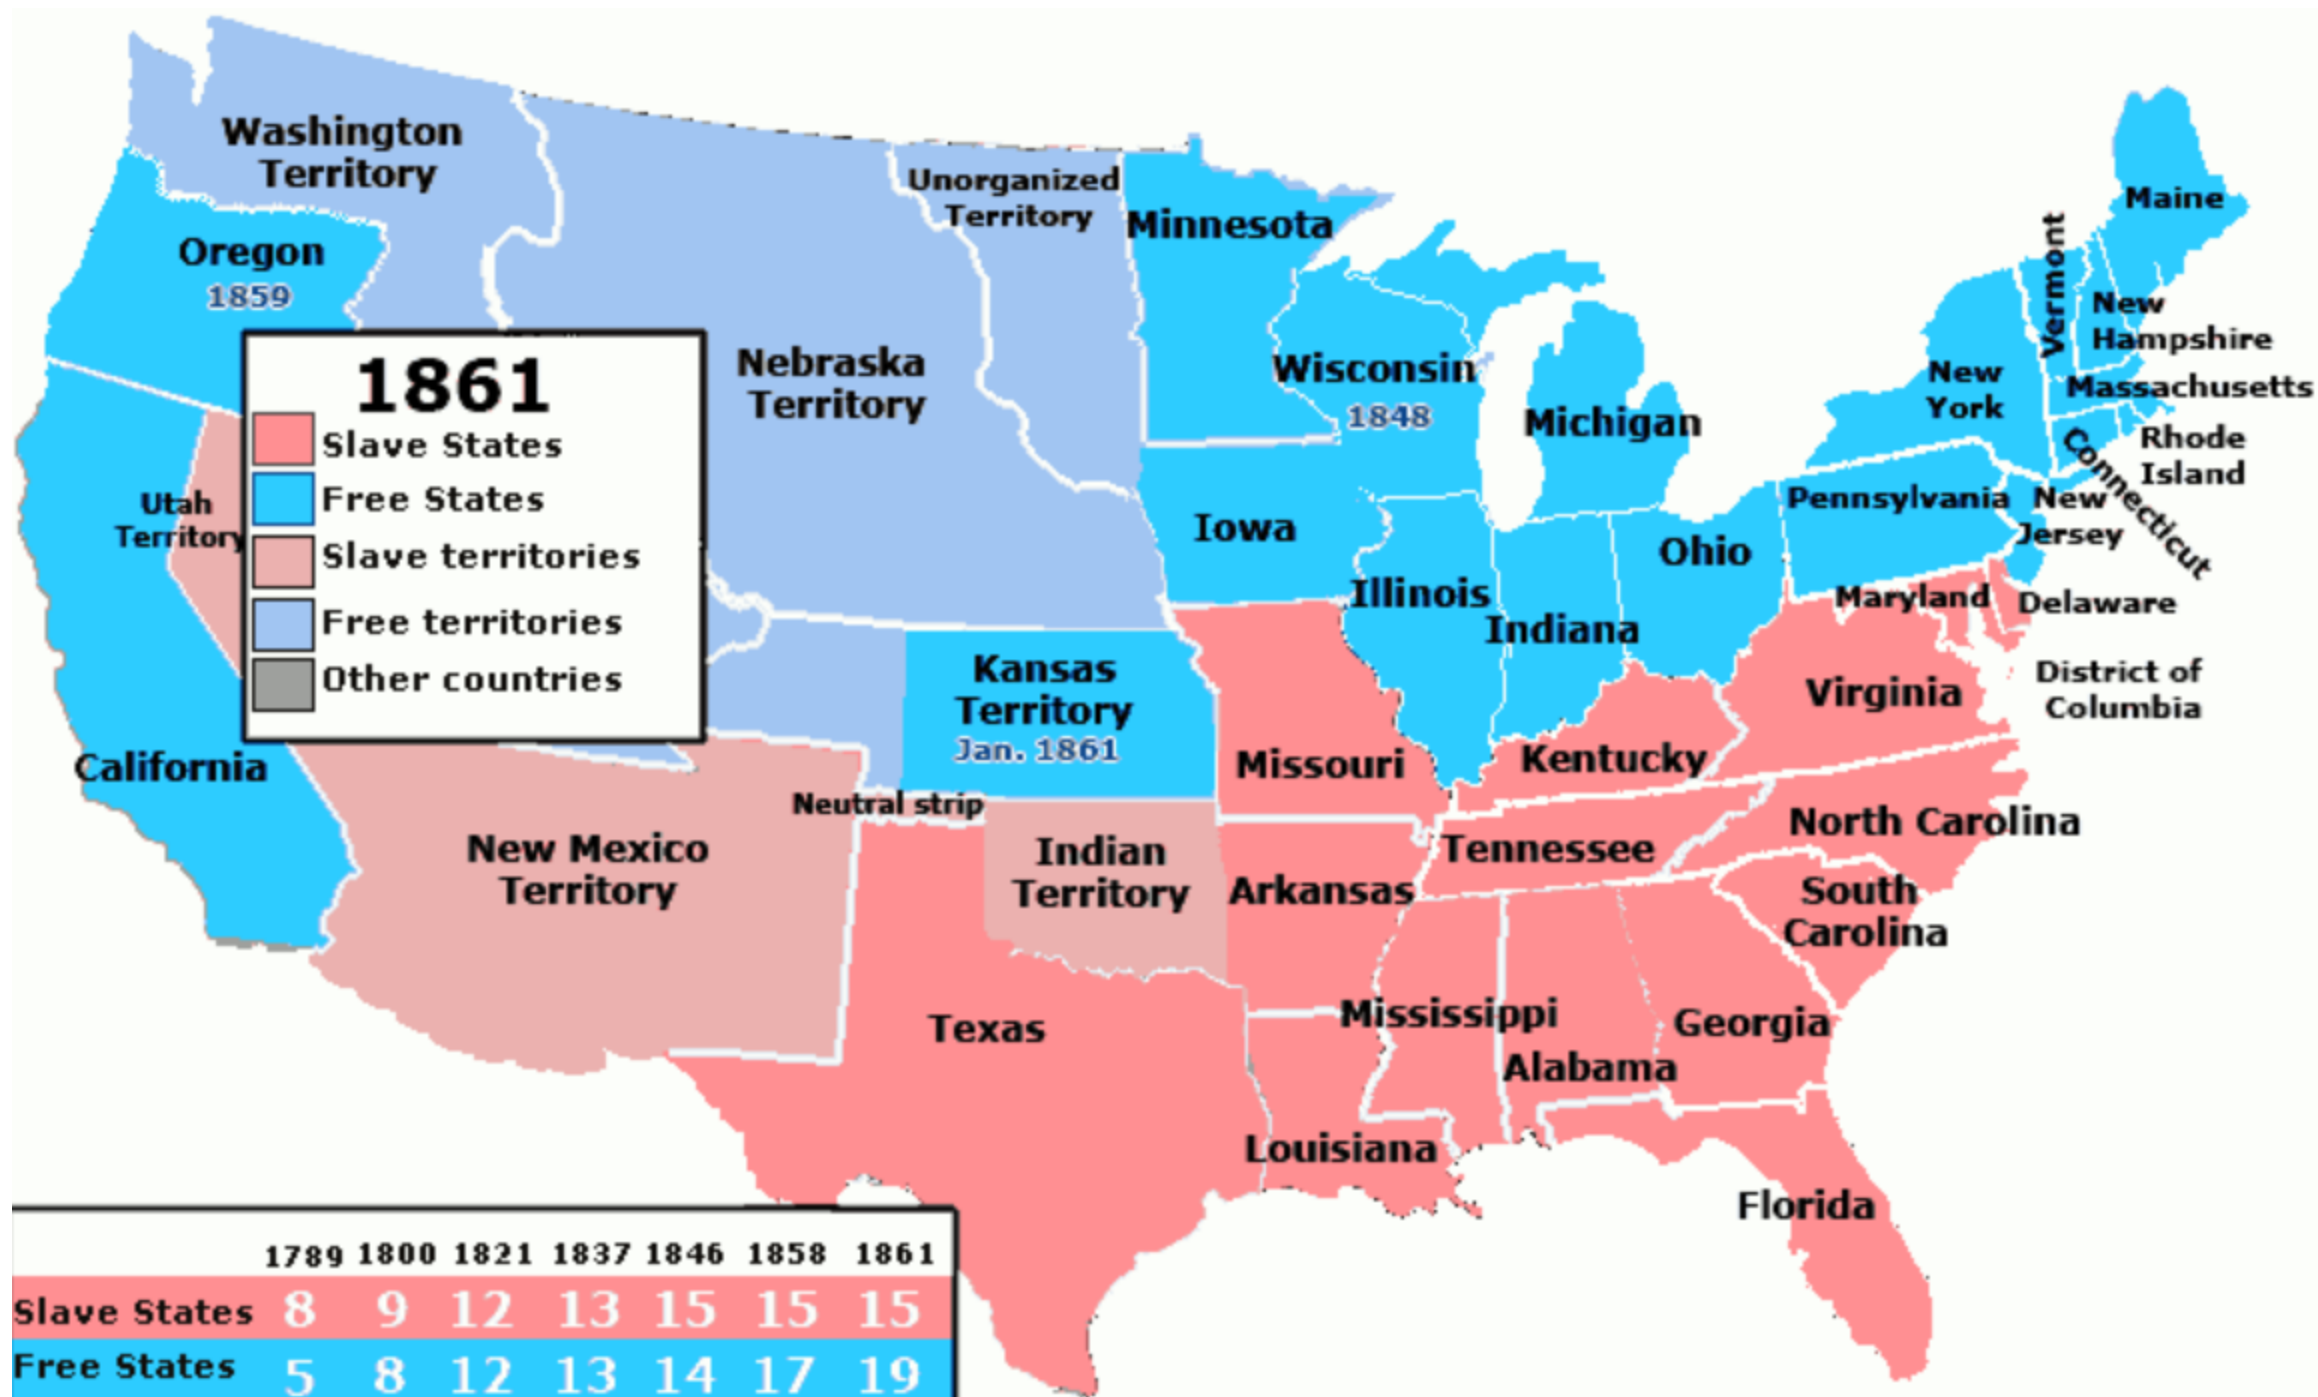 Washington
Territory
Unorganized
Territory
Minnesota
Maine
Oregon
1859
Vermont
New
Hampshire
Nebraska
Territory
Wisconsin
1848
Michigan
New
York
Massachusetts
Rhode
Island
Connecticut
1861
Slave States
Free States
Slave territories
Free territories
Other countries
Utah
Territory
Iowa
Illinois
Indiana
Ohio
Pennsylvania
New
Jersey
Maryland
Delaware
District of
Columbia
Kansas
Territory
Jan. 1861
Missouri
Kentucky
Virginia
California
Neutral strip
New Mexico
Territory
Indian
Territory
Arkansas
Tennessee
North Carolina
South
Carolina
Texas
Mississippi
Alabama
Georgia
Louisiana
Florida
1789 1800 1821 1837 1846 1858 1861
Slave States 8 9 12 13 15 15 15
Free States 5 8 12 13 14 17 19